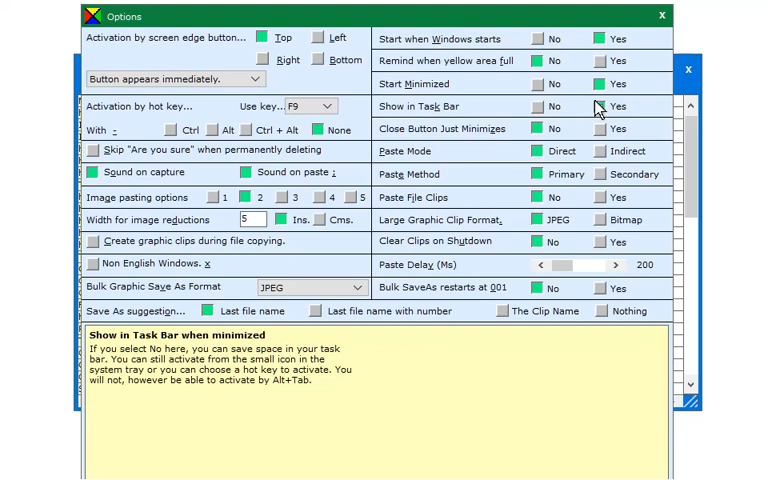 Options
x
Activation by screen edge button...
Top
Left
Right
Bottom
Button appears immediately.
Activation by hot key...
Use key...
F9
With -
Ctrl
Alt
Ctrl + Alt
None
Skip "Are you sure" when permanently deleting
Sound on capture
Sound on paste ;
Image pasting options
1
2
3
4
5
Width for image reductions
5
Ins.
Cms.
Create graphic clips during file copying.
Non English Windows. x
Bulk Graphic Save As Format
JPEG
Start when Windows starts
No
Yes
Remind when yellow area full
No
Yes
Start Minimized
No
Yes
Show in Task Bar
No
Yes
Close Button Just Minimizes
No
Yes
Paste Mode
Direct
Indirect
Paste Method
Primary
Secondary
Paste File Clips
No
Yes
Large Graphic Clip Format.
JPEG
Bitmap
Clear Clips on Shutdown
No
Yes
Paste Delay (Ms)
200
Bulk SaveAs restarts at 001
No
Yes
Save As suggestion...
Last file name
Last file name with number
The Clip Name
Nothing
Show in Task Bar when minimized
If you select No here, you can save space in your task
bar. You can still activate from the small icon in the
system tray or you can choose a hot key to activate. You
will not, however be able to activate by Alt+Tab.
x